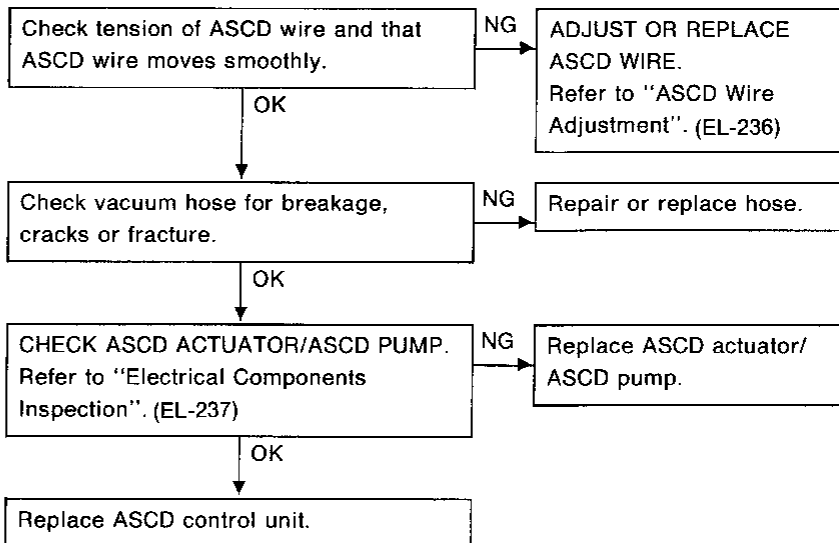 Check tension of ASCD wire and that
ASCD wire moves smoothly.
NG
ADJUST OR REPLACE
ASCD WIRE.
Refer to "ASCD Wire
Adjustment". (EL-236)
OK
Check vacuum hose for breakage,
cracks or fracture.
NG
Repair or replace hose.
OK
CHECK ASCD ACTUATOR/ASCD PUMP.
Refer to "Electrical Components
Inspection". (EL-237)
NG
Replace ASCD actuator/
ASCD pump.
OK
Replace ASCD control unit.